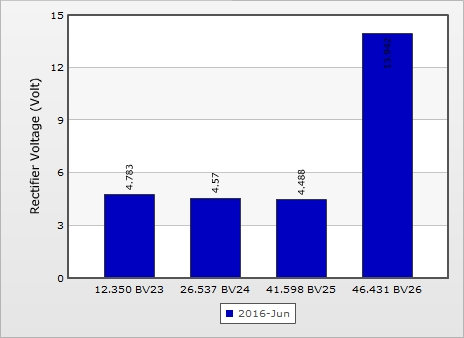 15
12
9
6
3
0
Rectifier Voltage (Volt)
4.783
4.57
4.488
12.350 BV23
26.537 BV24
41.598 BV25
46.431 BV26
2016-Jun